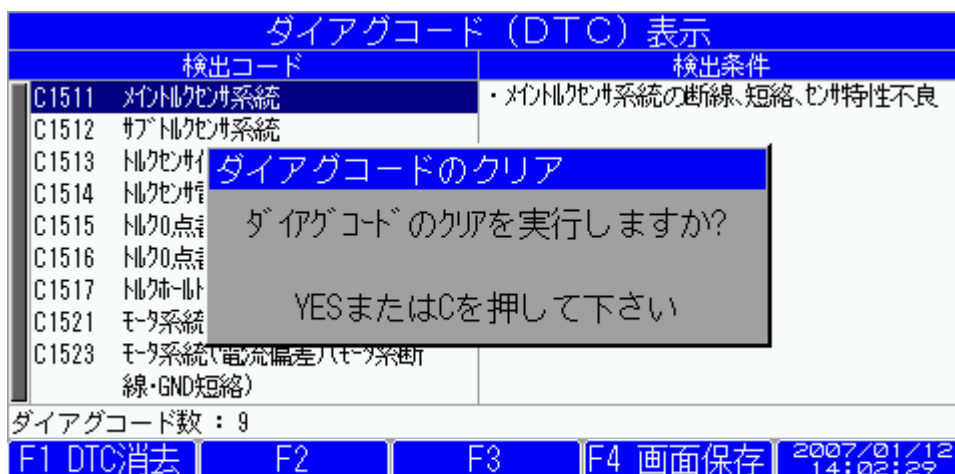 ダイアグコード（DTC）表示
検出コード
検出条件
C1511 ﾒｲﾝﾄﾙｸｾﾝｻ系統
・ﾒｲﾝﾄﾙｸｾﾝｻ系統の断線､短絡､ｾﾝｻ特性不良
C1512 ｻﾌﾞﾄﾙｸｾﾝｻ系統
C1513 ﾄﾙｸｾﾝｻｲ
C1514 ﾄﾙｸｾﾝｻ
C1515 ﾄﾙｸ0点
C1516 ﾄﾙｸ0点
C1517 ﾄﾙｸﾎｰﾙﾄ
C1521 ﾓｰﾀ系統
C1523 ﾓｰﾀ系統(電流偏差)(ﾓｰﾀ系断
線･GND短絡)
ダイアグコードのクリア
ﾀﾞｲｱｸﾞｺｰﾄﾞのｸﾘｱを実行しますか?
YESまたはCを押して下さい
ダイアグコード数 : 9
F1 DTC消去
F2
F3
F4 画面保存
2007/01/12
14:02:29